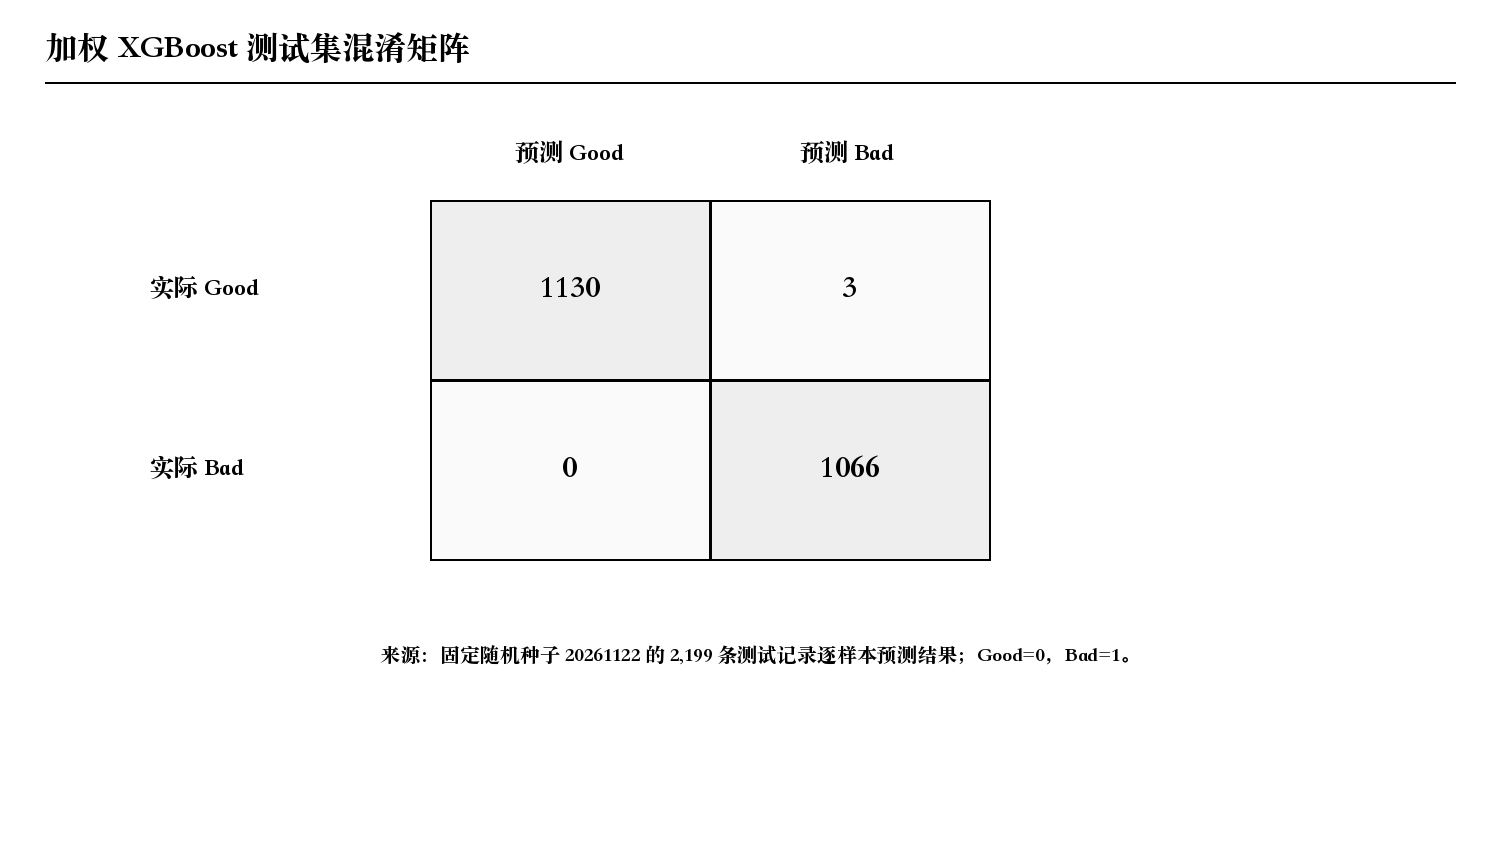 加权 XGBoost 测试集混淆矩阵
预测 Good 预测 Bad
实际 Good 1130 3
实际 Bad 0 1066
来源：固定随机种子 20261122 的 2,199 条测试记录逐样本预测结果；Good=0，Bad=1。